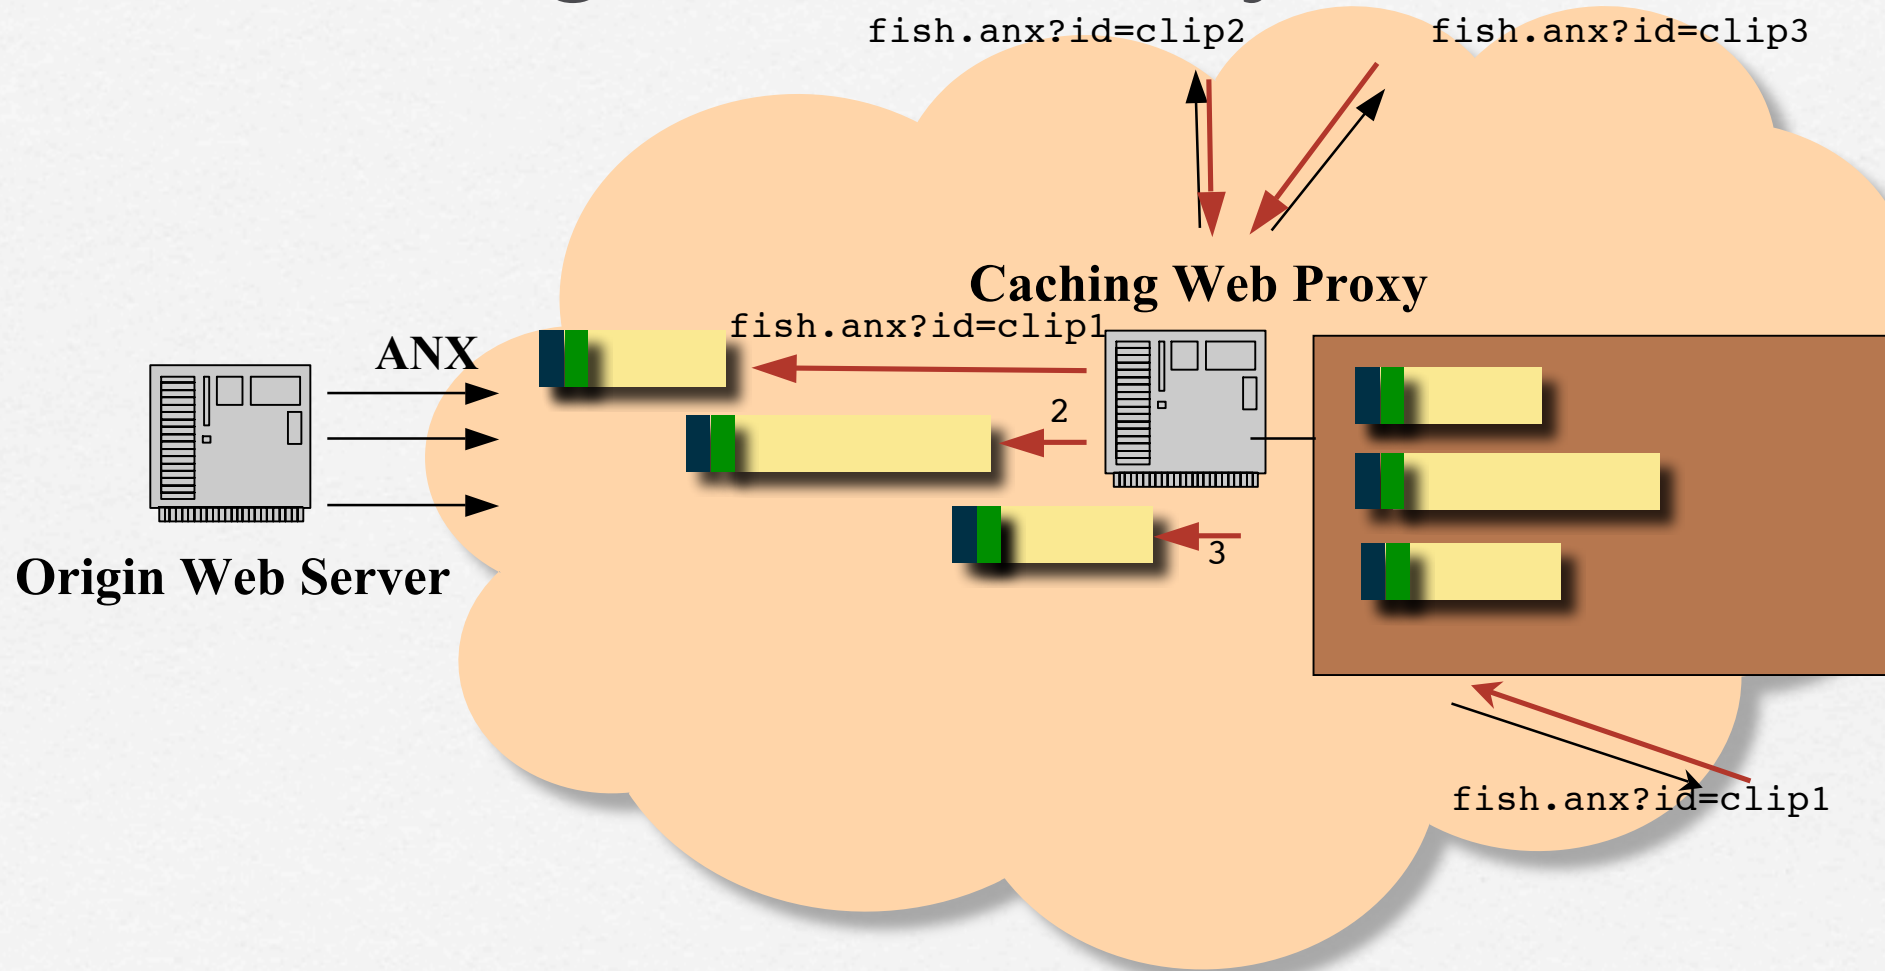 fish.anx?id=clip2
fish.anx?id=clip3
Caching Web Proxy
fish.anx?id=clip1
ANX
2
3
Origin Web Server
fish.anx?id=clip1